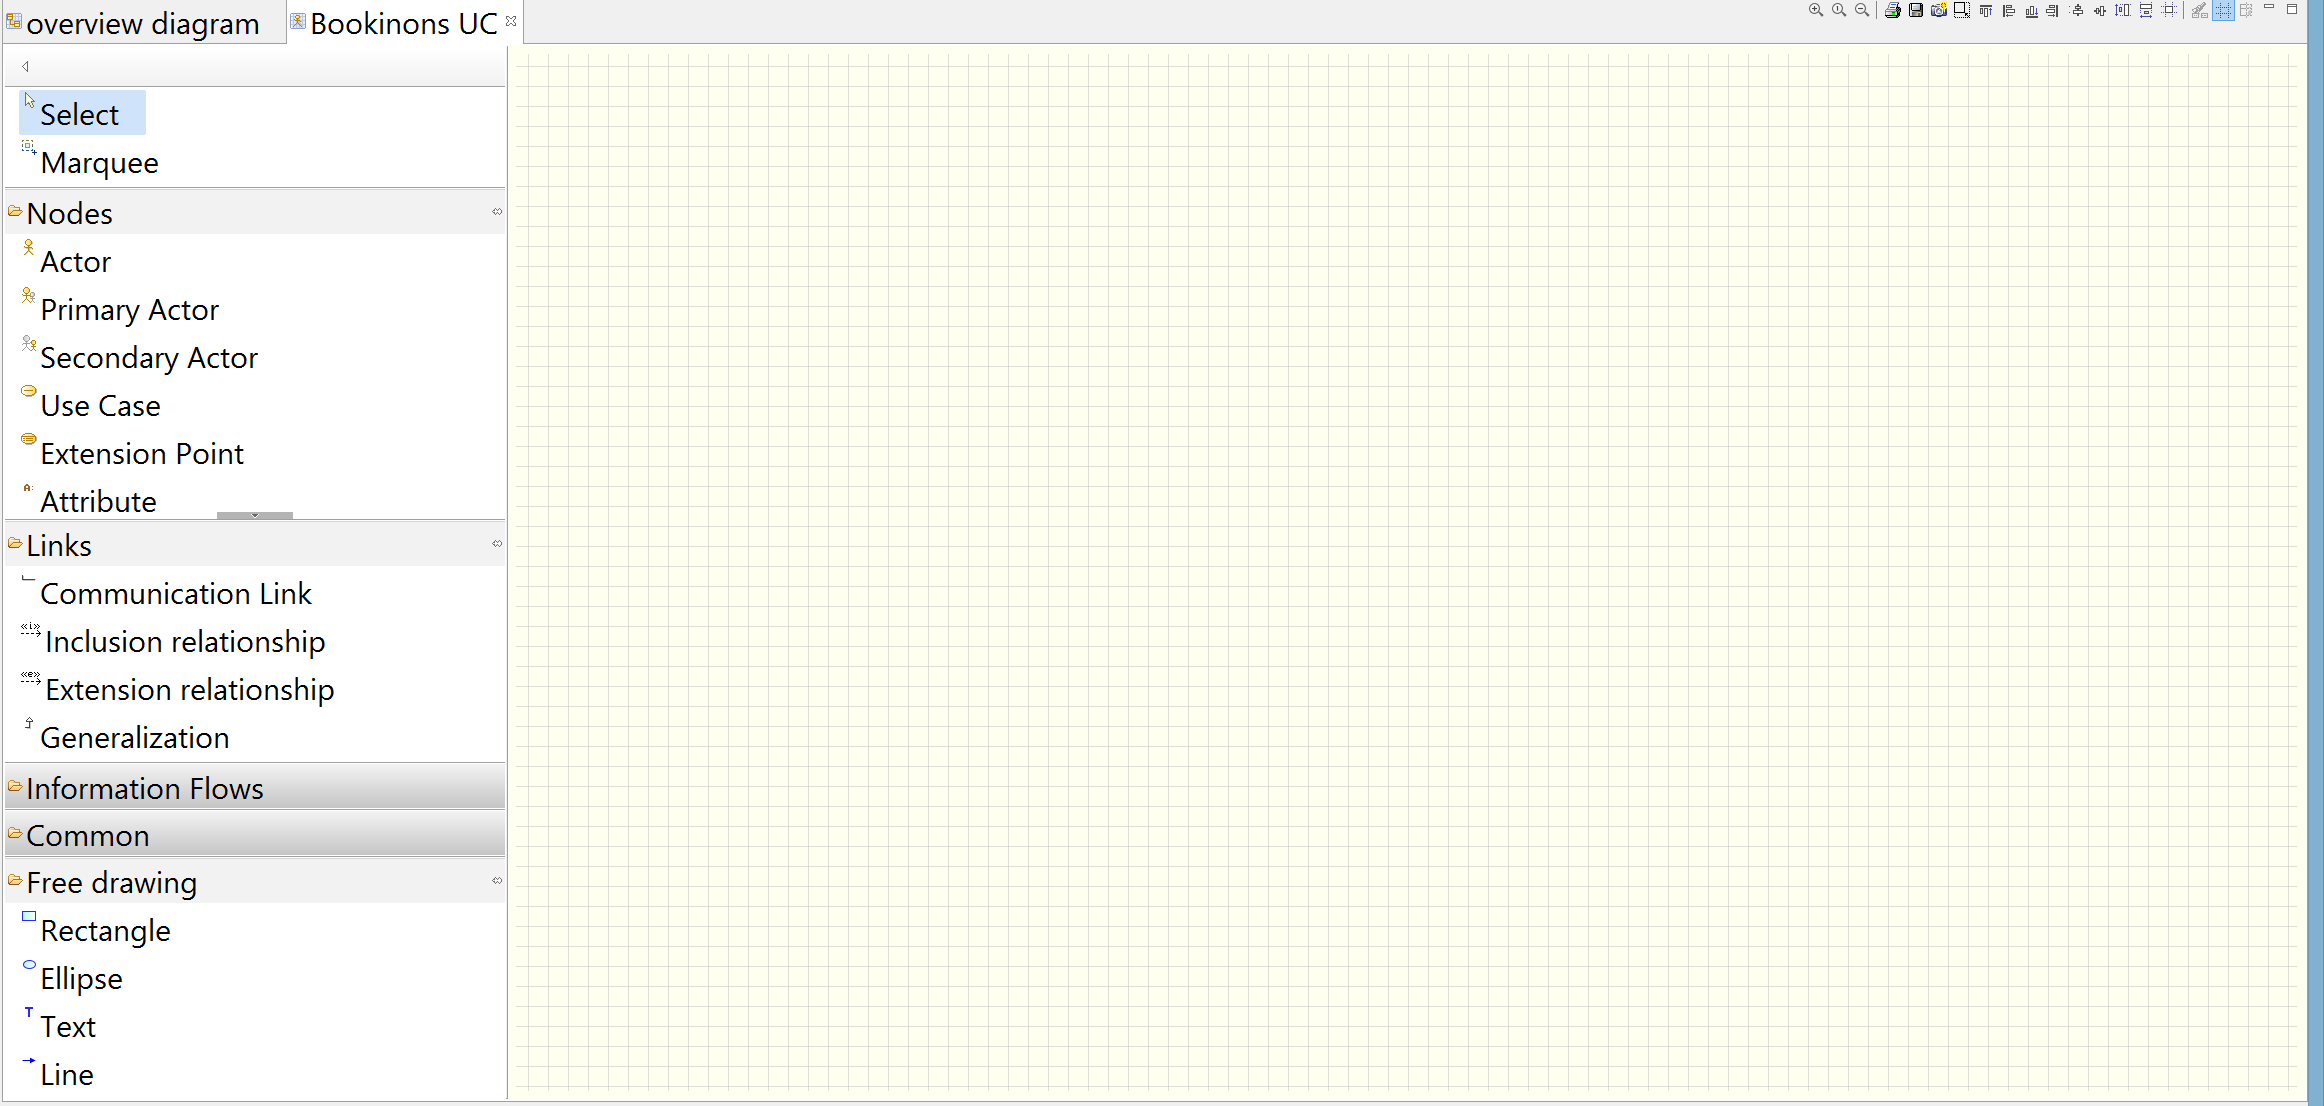 overview diagram
Bookinons UC
Select
Marquee
Nodes
Actor
Primary Actor
Secondary Actor
Use Case
Extension Point
Attribute
Links
Communication Link
Inclusion relationship
Extension relationship
Generalization
Information Flows
Common
Free drawing
Rectangle
Ellipse
Text
Line